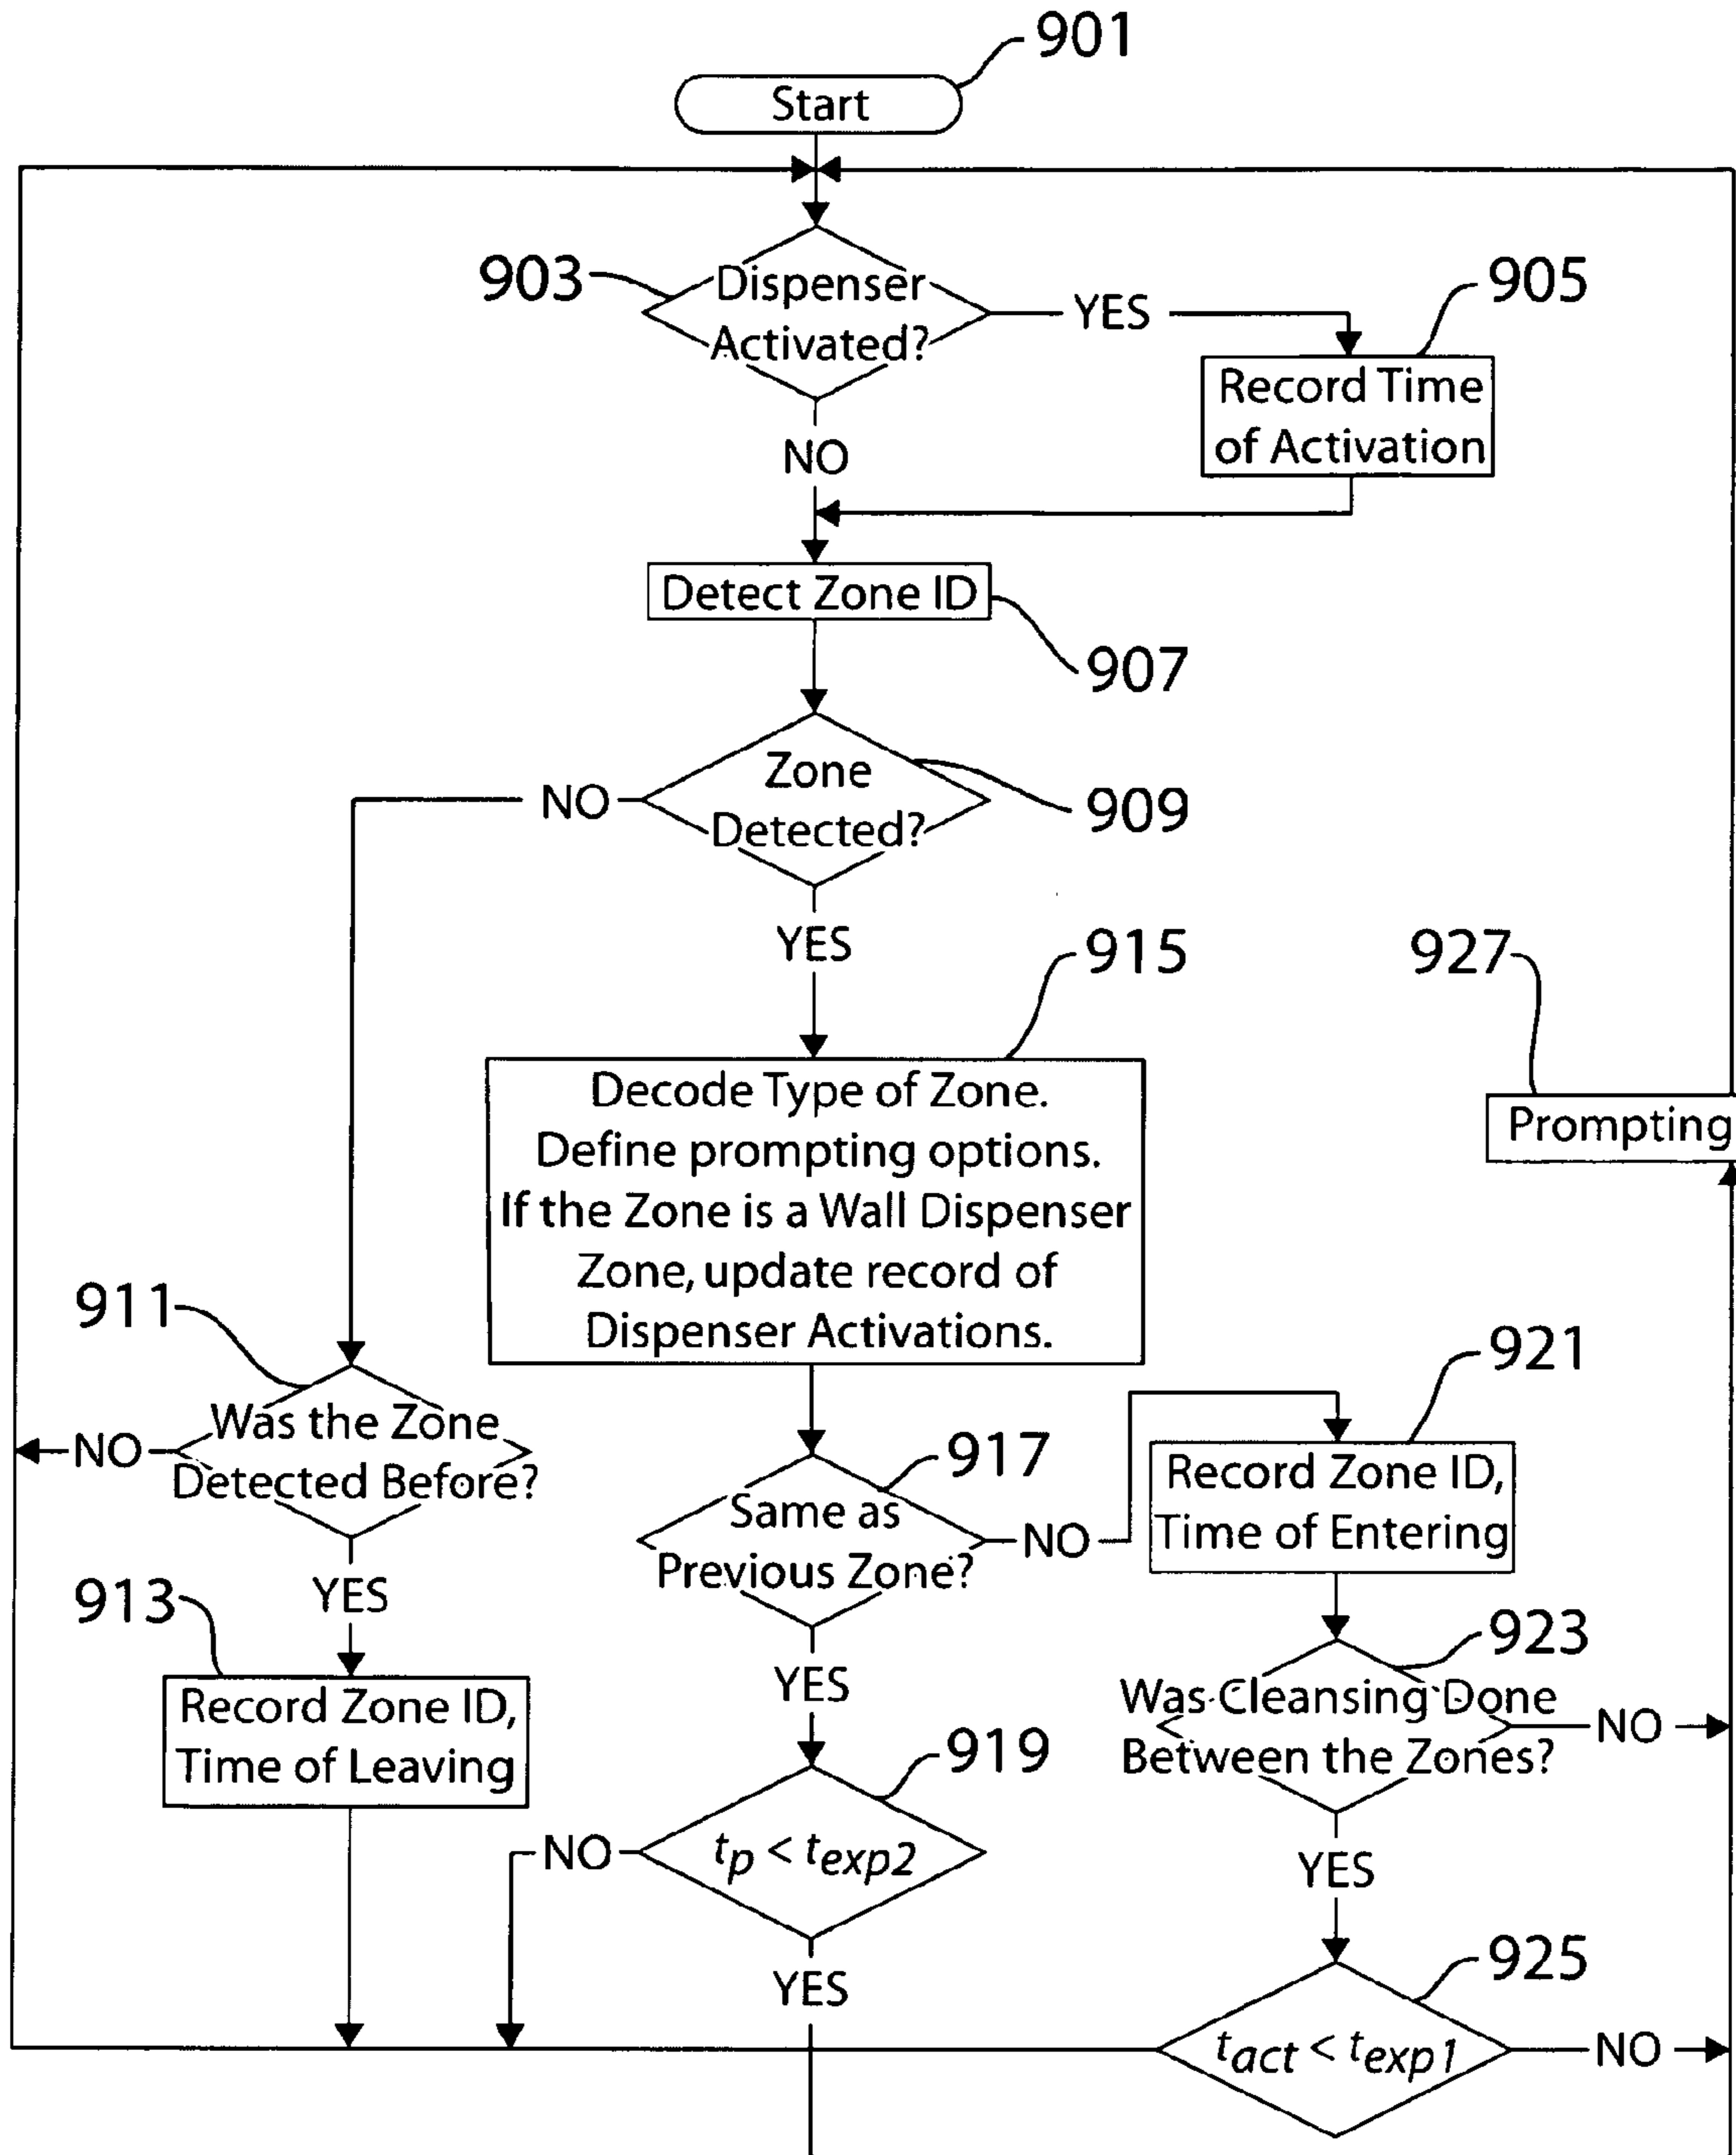 901
Start
903
Dispenser
Activated?
YES
905
Record Time
of Activation
NO
Detect Zone ID
907
Zone
Detected?
909
NO
YES
915
927
Decode Type of Zone.
Define prompting options.
If the Zone is a Wall Dispenser
Zone, update record of
Dispenser Activations.
Prompting
911
Was the Zone
Detected Before?
NO
YES
913
Record Zone ID,
Time of Leaving
917
Same as
Previous Zone?
NO
YES
921
Record Zone ID,
Time of Entering
923
Was Cleansing Done
Between the Zones?
NO
YES
919
tp < texp2
NO
YES
925
tact < texp1
NO